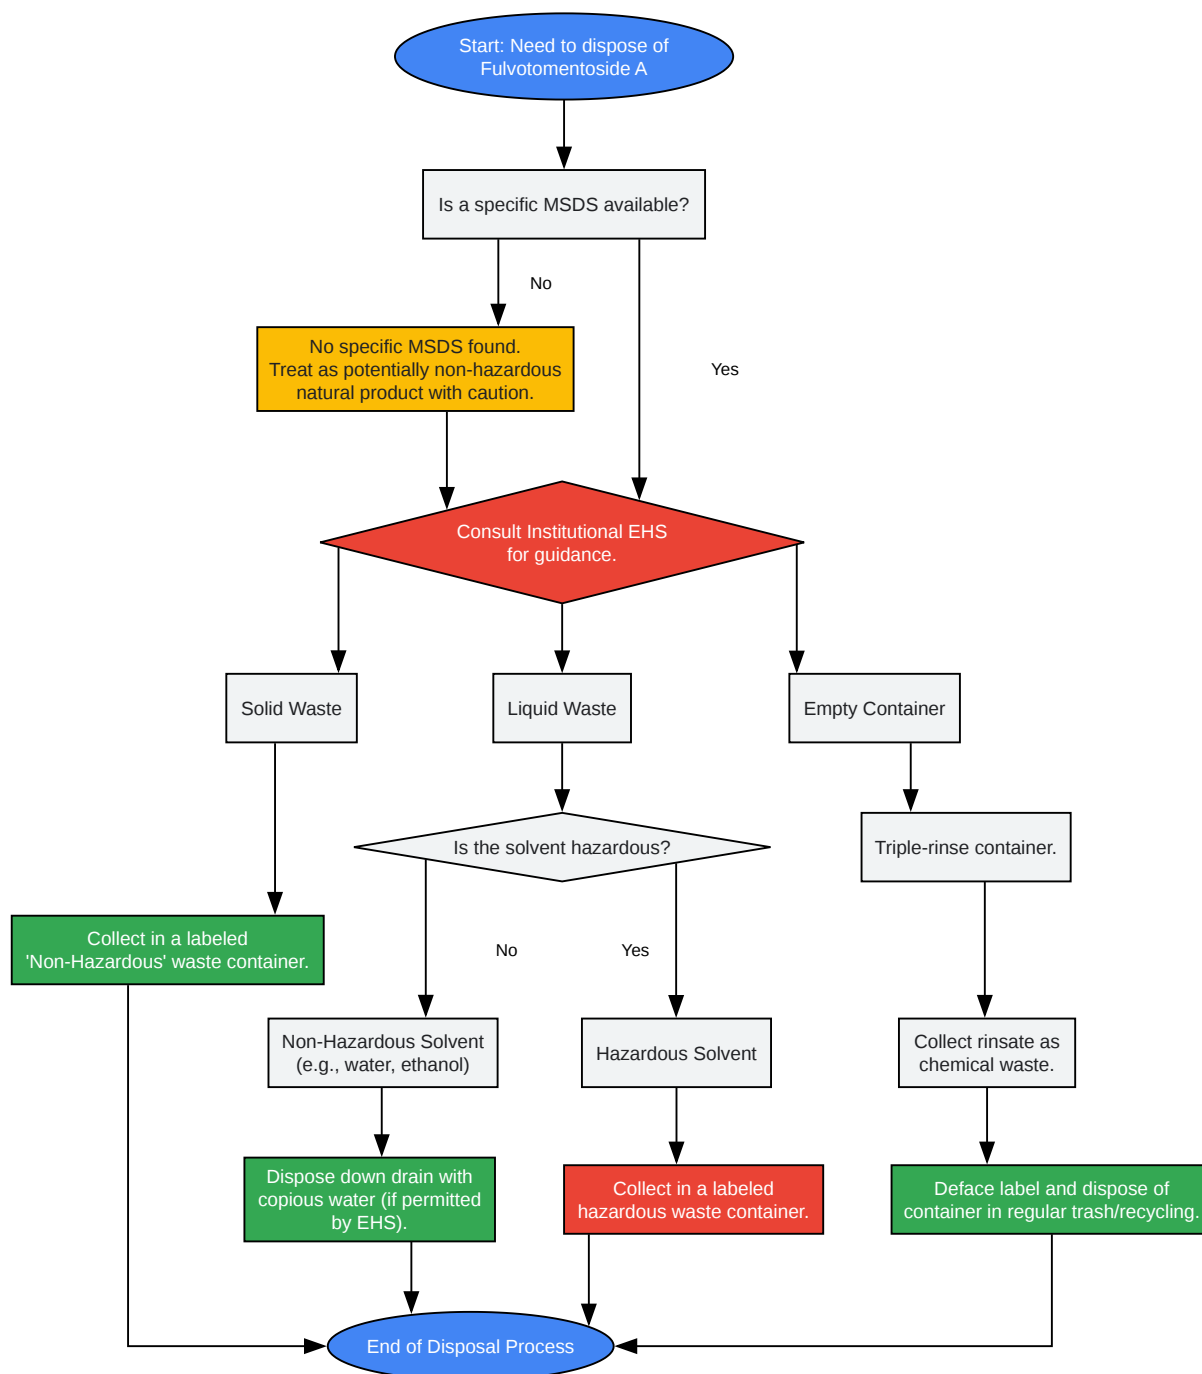 Start: Need to dispose of
Fulvotomentoside A
Is a specific MSDS available?
No
No specific MSDS found.
Treat as potentially non-hazardous
natural product with caution.
Yes
Consult Institutional EHS
for guidance.
Solid Waste
Liquid Waste
Empty Container
Is the solvent hazardous?
Triple-rinse container.
Collect in a labeled
'Non-Hazardous' waste container.
No
Yes
Non-Hazardous Solvent
(e.g., water, ethanol)
Hazardous Solvent
Collect rinsate as
chemical waste.
Dispose down drain with
copious water (if permitted
by EHS).
Collect in a labeled
hazardous waste container.
Deface label and dispose of
container in regular trash/recycling.
End of Disposal Process